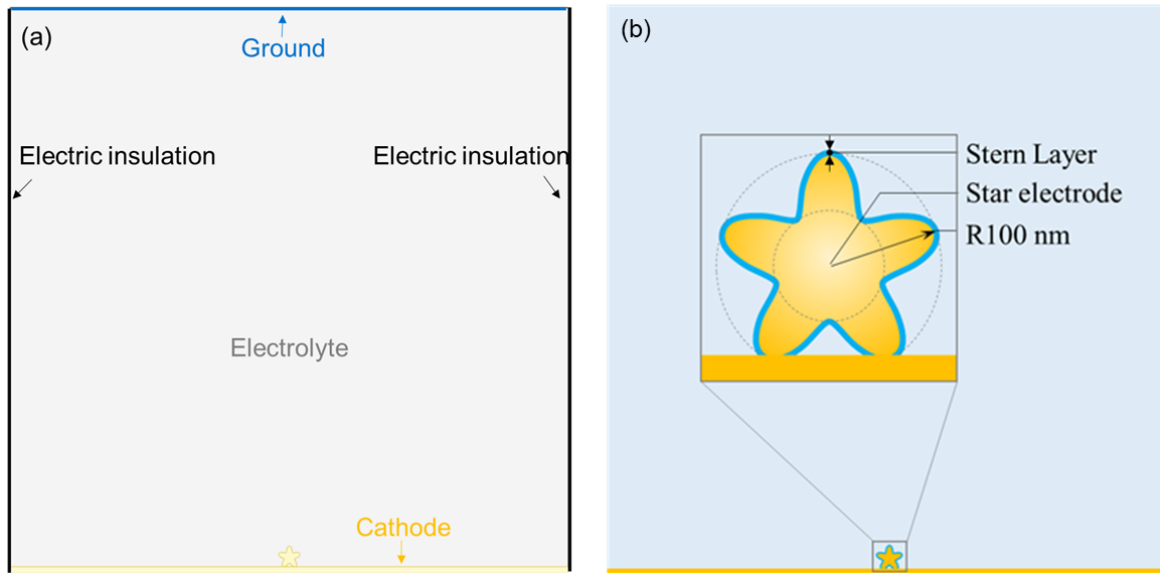 (a)
Ground
Electric insulation
Electric insulation
Electrolyte
Cathode
(b)
Stern Layer
Star electrode
R100 nm